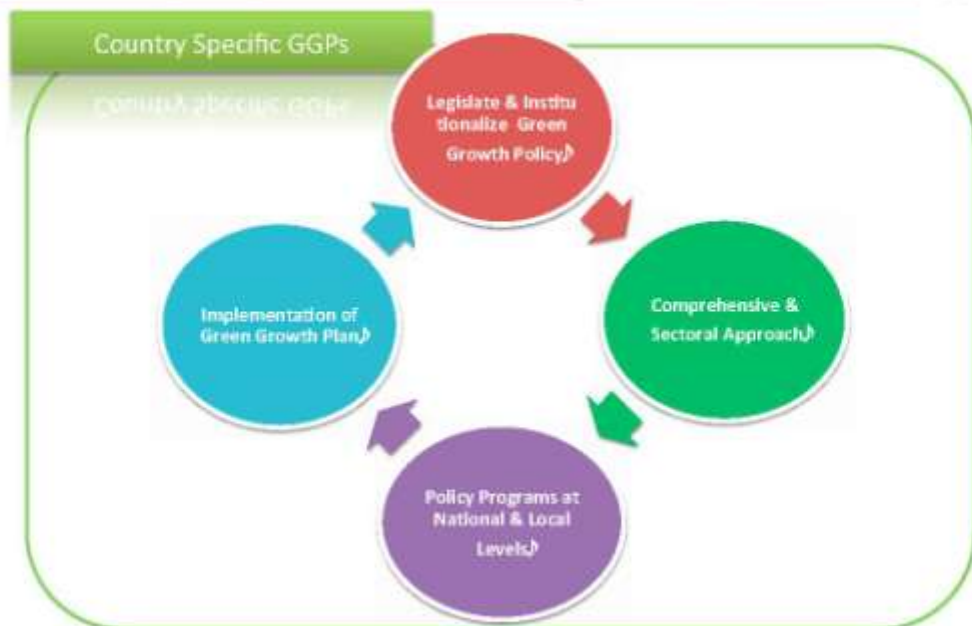 Country Specific GGPs
Legislate & Institu
tionalize Green
Growth Policy♪
Comprehensive &
Sectoral Approach♪
Policy Programs at
National & Local
Levels♪
Implementation of
Green Growth Plan♪